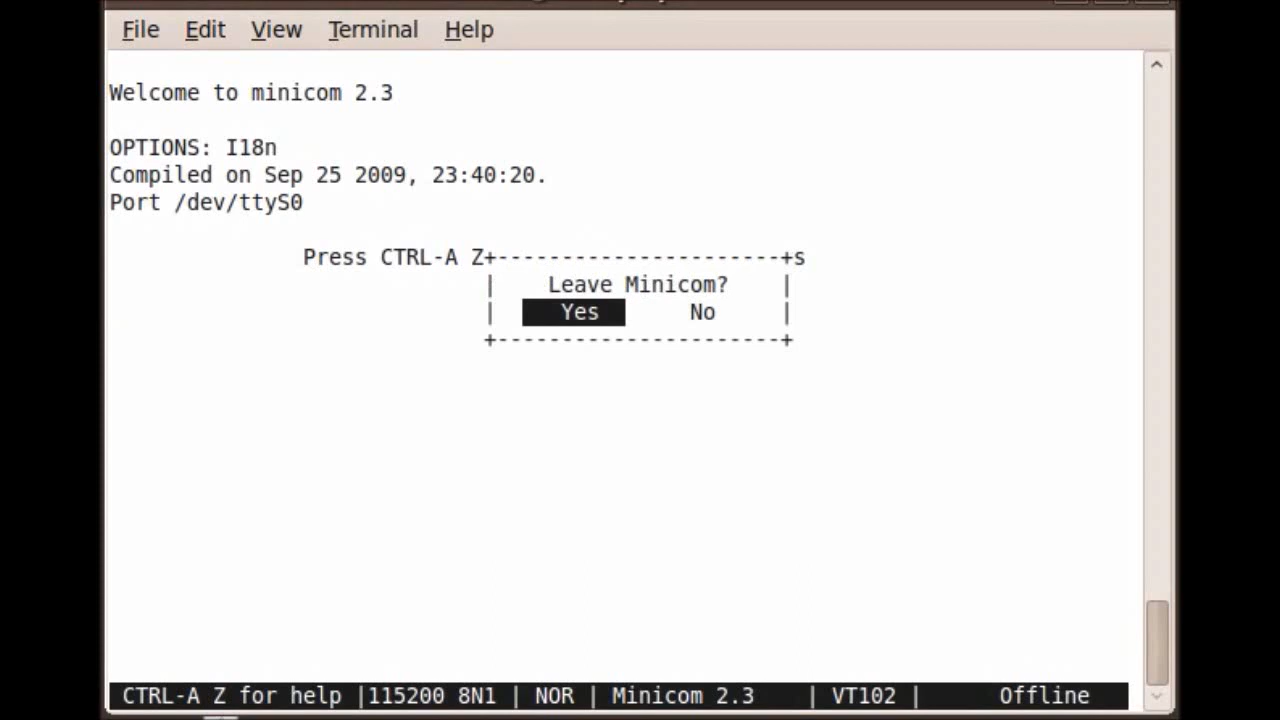 File Edit View Terminal Help
Welcome to minicom 2.3
OPTIONS: I18n
Compiled on Sep 25 2009, 23:40:20.
Port /dev/ttyS0
Press CTRL-A Z+----------------------+s
| Leave Minicom? |
| Yes No |
+----------------------+
CTRL-A Z for help |115200 8N1 | NOR | Minicom 2.3 | VT102 | Offline